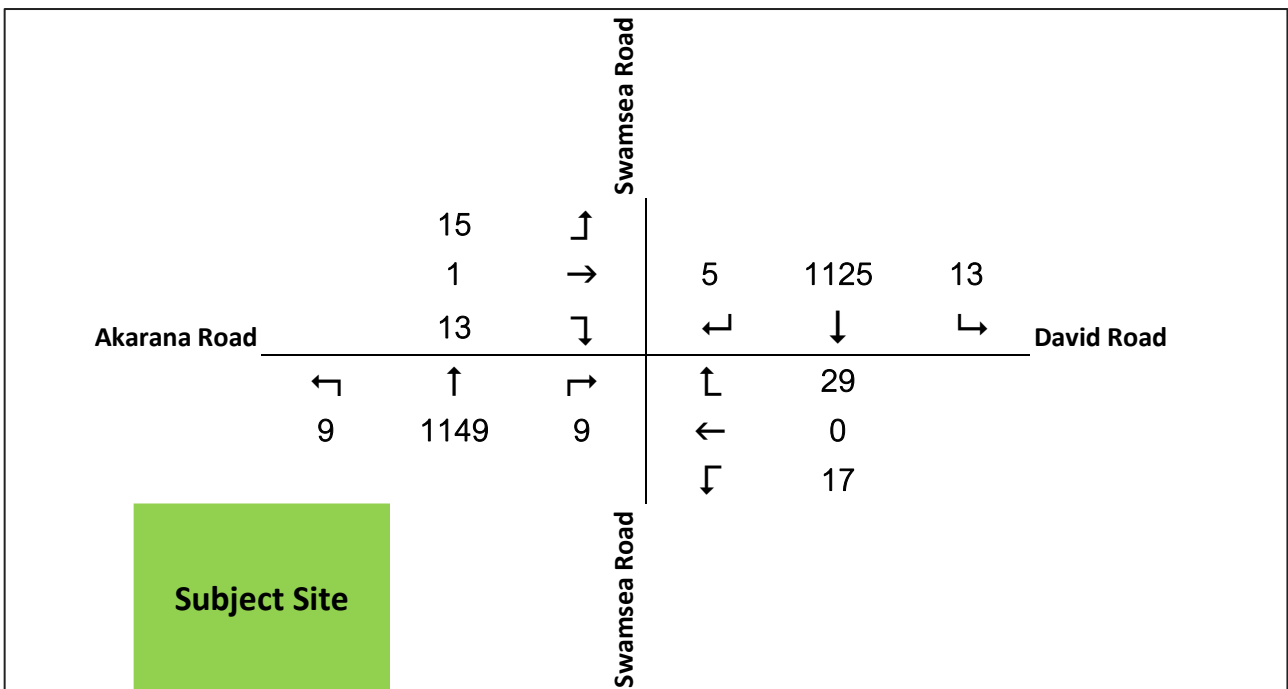 Swamsea Road
15
1
5 1125 13
13
Akarana Road
David Road
29
9 1149 9
0
17
Subject Site
Swamsea Road